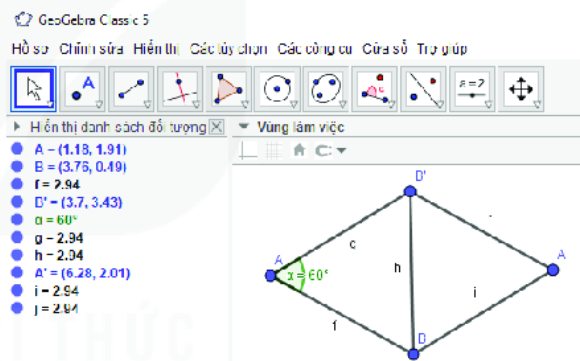 GeoGebra Classic 5
Hồ sơ Chỉnh sửa Hiển thị Các tùy chọn Các công cụ Cửa sổ Trợ giúp
A
a=2
Hiển thị danh sách đối tượng
Vùng làm việc
A = (1.18, 1.91)
B = (3.76, 0.49)
f = 2.94
B' = (3.7, 3.43)
α = 60°
g = 2.94
h = 2.94
A' = (6.28, 2.01)
i = 2.94
j = 2.94
B'
A
α = 60°
h
f
i
A
B
THỨC